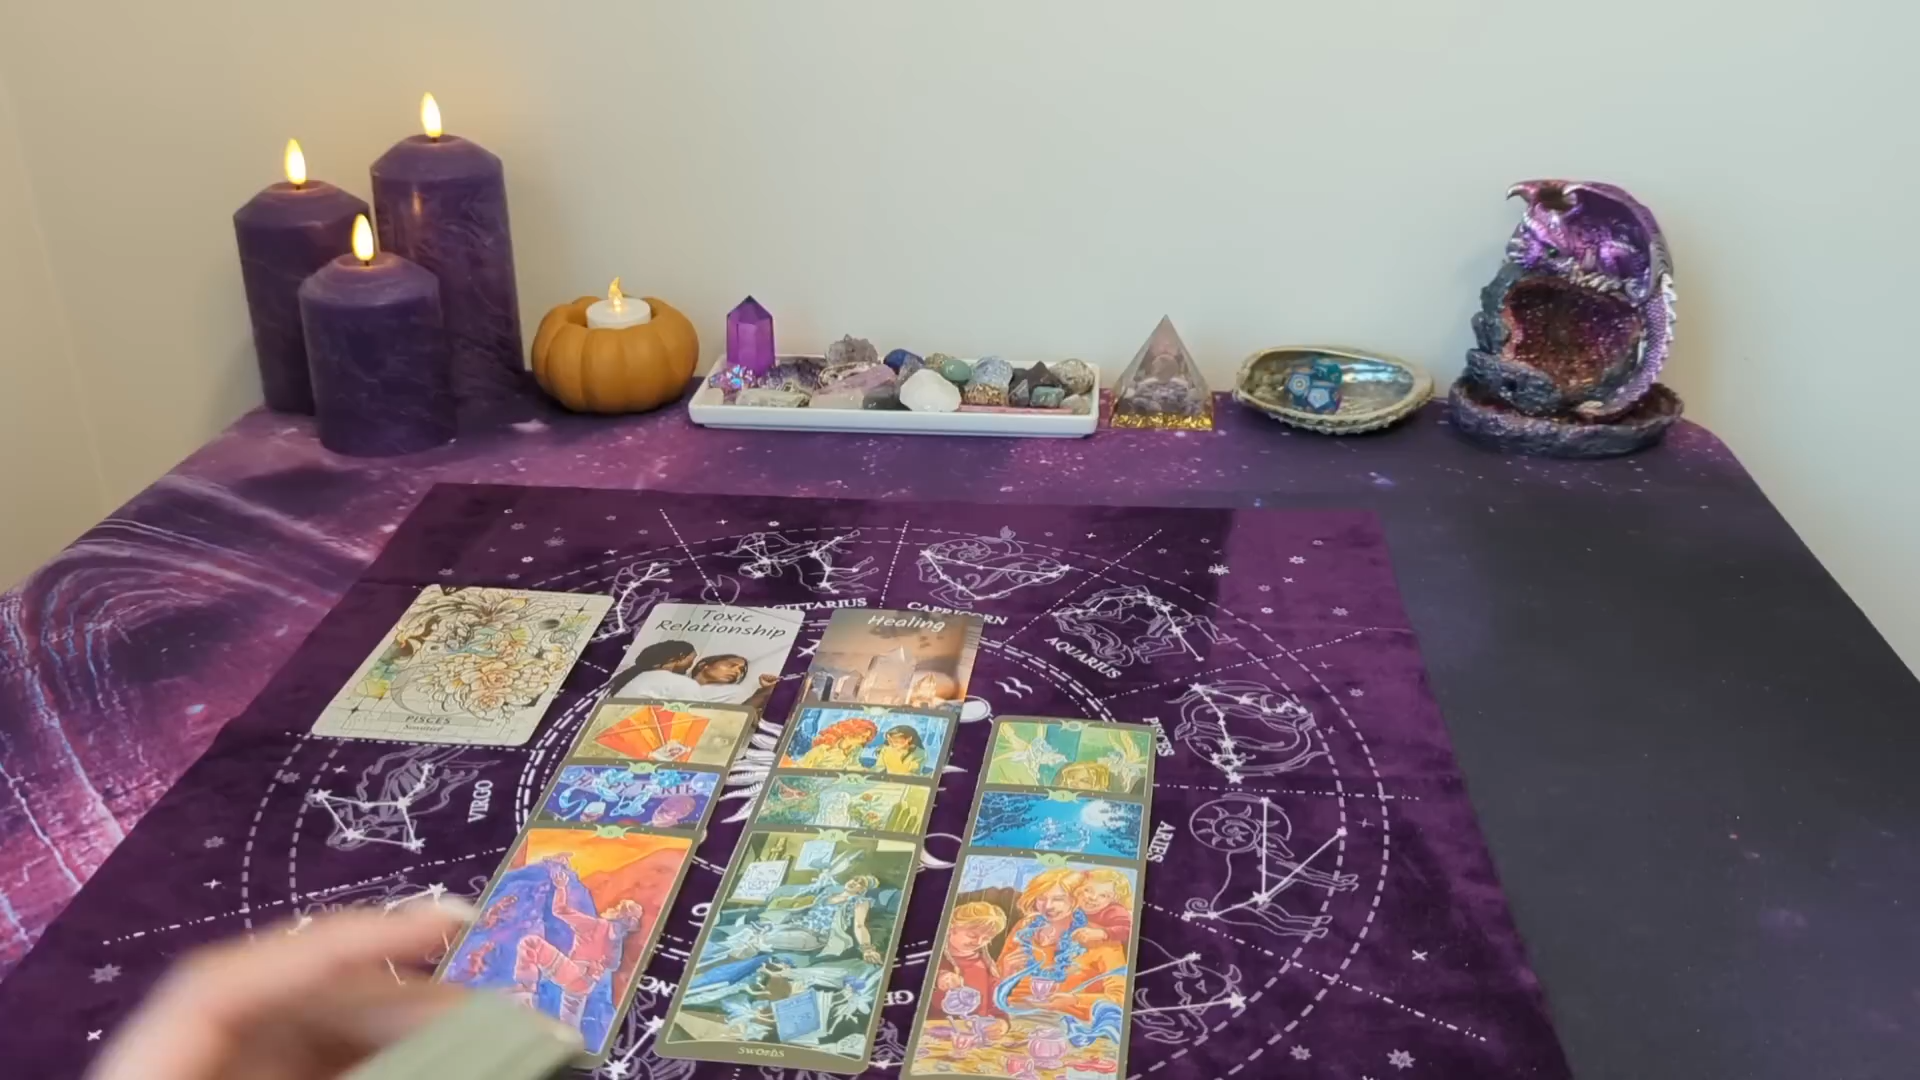 SAGITTARIUS
CAPRICORN
AQUARIUS
Toxic
Relationship
Healing
PISCES
PISCES
VIRGO
ARIES
SWORDS